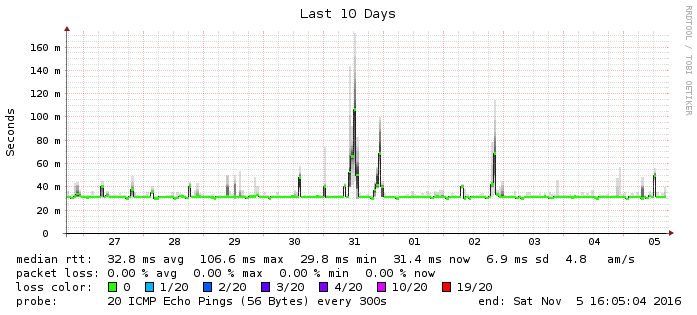 Last 10 Days
RRDTOOL / TOBI OETIKER
Seconds
160 m
140 m
120 m
100 m
80 m
60 m
40 m
20 m
0
27 28 29 30 31 01 02 03 04 05
median rtt: 32.8 ms avg 106.6 ms max 29.8 ms min 31.4 ms now 6.9 ms sd 4.8 am/s
packet loss: 0.00 % avg 0.00 % max 0.00 % min 0.00 % now
loss color: 0 1/20 2/20 3/20 4/20 10/20 19/20
probe: 20 ICMP Echo Pings (56 Bytes) every 300s end: Sat Nov 5 16:05:04 2016